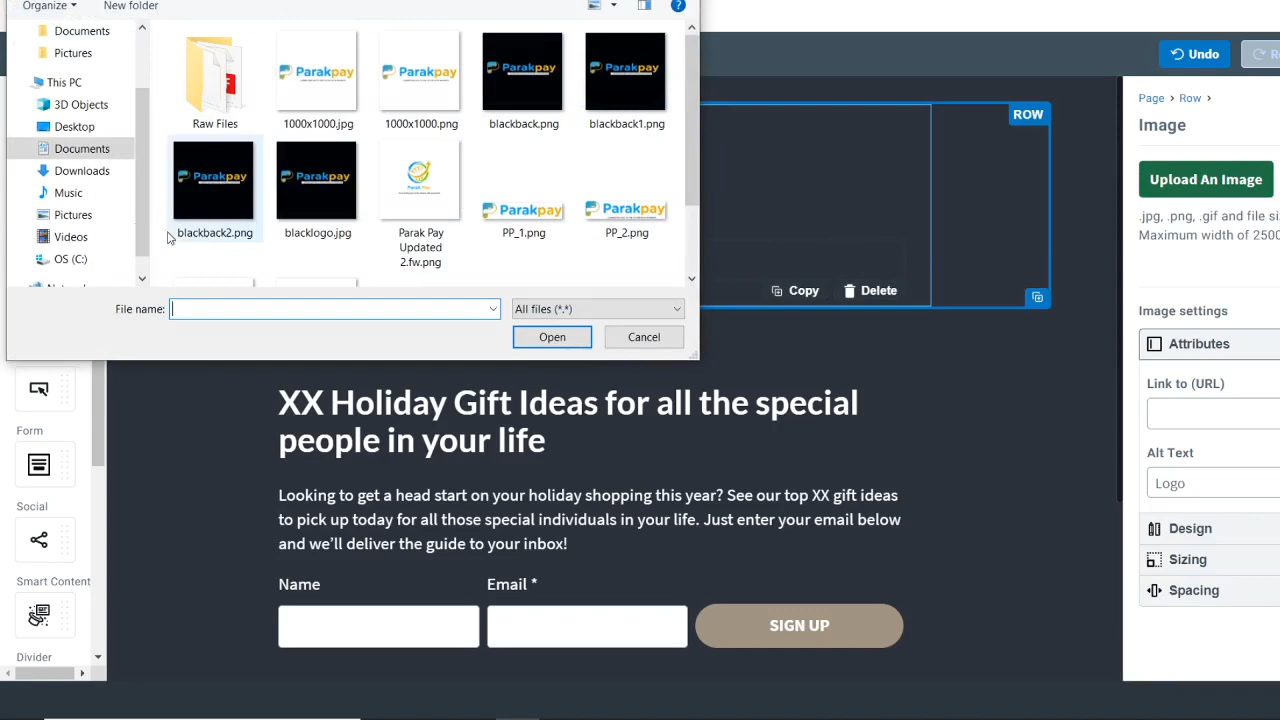 Organize
New folder
?
Documents
Pictures
This PC
3D Objects
Desktop
Documents
Downloads
Music
Pictures
Videos
OS (C:)
Parakpay
Parakpay
Parakpay
Parakpay
Raw Files
1000x1000.jpg
1000x1000.png
blackback.png
blackback1.png
Parakpay
Parakpay
Parak Pay
Parakpay
Parakpay
blackback2.png
blacklogo.jpg
Parak Pay
Updated
2.fw.png
PP_1.png
PP_2.png
File name:
All files (*.*)
Open
Cancel
Undo
ROW
Copy
Delete
Page
Row
Image
Upload An Image
.jpg, .png, .gif and file si
Maximum width of 2500
Image settings
Attributes
Link to (URL)
Alt Text
Logo
Design
Sizing
Spacing
Form
Social
Smart Content
Divider
XX Holiday Gift Ideas for all the special
people in your life
Looking to get a head start on your holiday shopping this year? See our top XX gift ideas
to pick up today for all those special individuals in your life. Just enter your email below
and we’ll deliver the guide to your inbox!
Name
Email *
SIGN UP